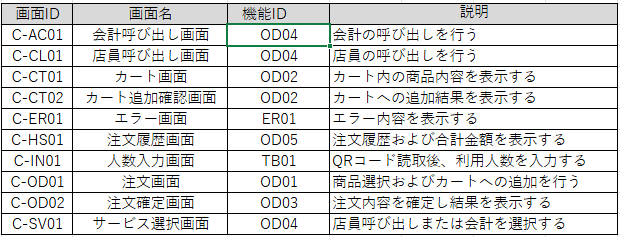 画面ID 画面名 機能ID 説明
C-AC01 会計呼び出し画面 OD04 会計の呼び出しを行う
C-CL01 店員呼び出し画面 OD04 店員の呼び出しを行う
C-CT01 カート画面 OD02 カート内の商品内容を表示する
C-CT02 カート追加確認画面 OD02 カートへの追加結果を表示する
C-ER01 エラー画面 ER01 エラー内容を表示する
C-HS01 注文履歴画面 OD05 注文履歴および合計金額を表示する
C-IN01 人数入力画面 TB01 QRコード読取後、利用人数を入力する
C-OD01 注文画面 OD01 商品選択およびカートへの追加を行う
C-OD02 注文確定画面 OD03 注文内容を確定し結果を表示する
C-SV01 サービス選択画面 OD04 店員呼び出しまたは会計を選択する